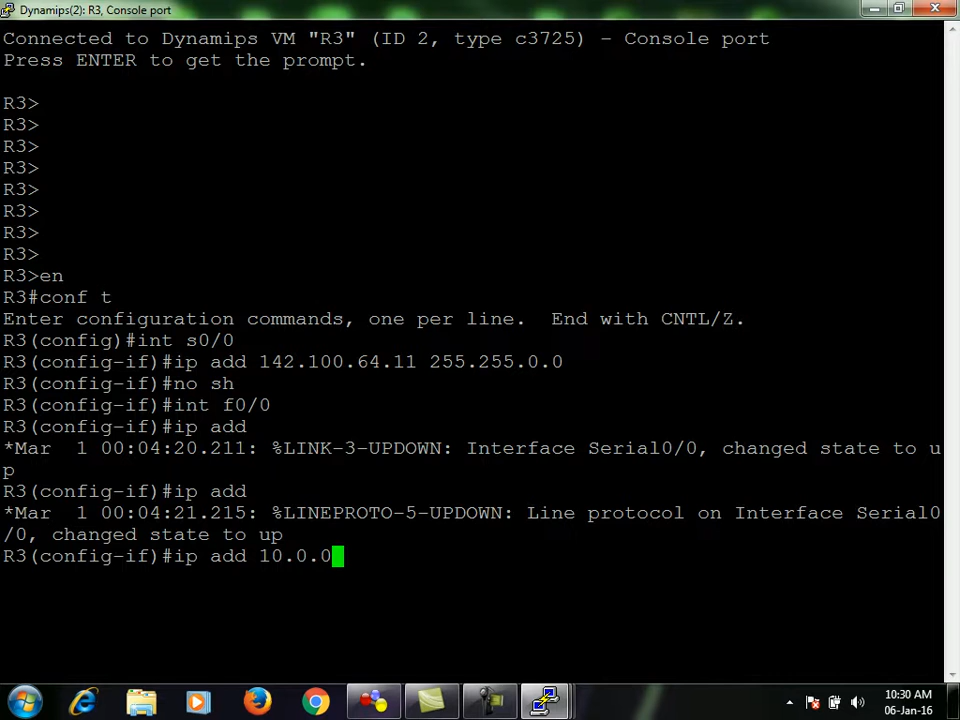 Dynamips(2): R3, Console port
Connected to Dynamips VM "R3" (ID 2, type c3725) - Console port
Press ENTER to get the prompt.
R3>
R3>
R3>
R3>
R3>
R3>
R3>
R3>
R3>en
R3#conf t
Enter configuration commands, one per line.  End with CNTL/Z.
R3(config)#int s0/0
R3(config-if)#ip add 142.100.64.11 255.255.0.0
R3(config-if)#no sh
R3(config-if)#int f0/0
R3(config-if)#ip add
*Mar  1 00:04:20.211: %LINK-3-UPDOWN: Interface Serial0/0, changed state to u
p
R3(config-if)#ip add
*Mar  1 00:04:21.215: %LINEPROTO-5-UPDOWN: Line protocol on Interface Serial0
/0, changed state to up
R3(config-if)#ip add 10.0.0
10:30 AM
06-Jan-16